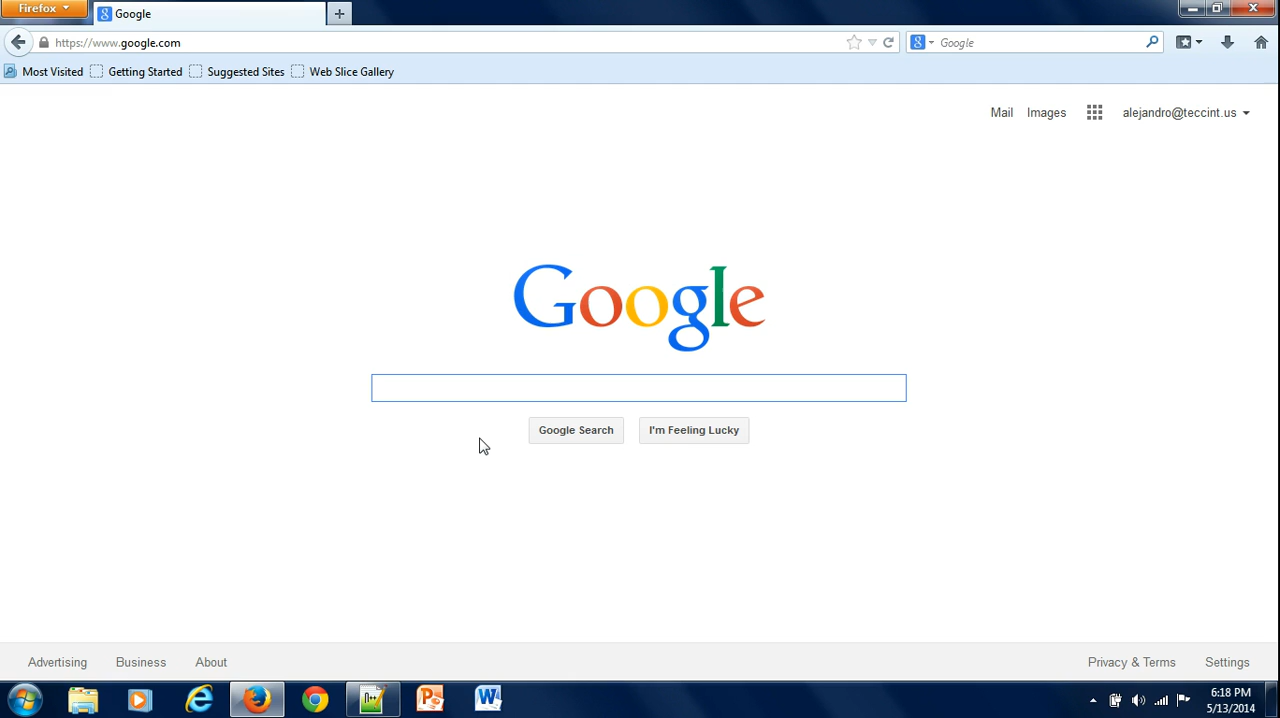 Firefox
Google
https://www.google.com
Google
Most Visited Getting Started Suggested Sites Web Slice Gallery
Mail Images alejandro@teccint.us
Google
Google Search I'm Feeling Lucky
Advertising Business About Privacy & Terms Settings
6:18 PM
5/13/2014